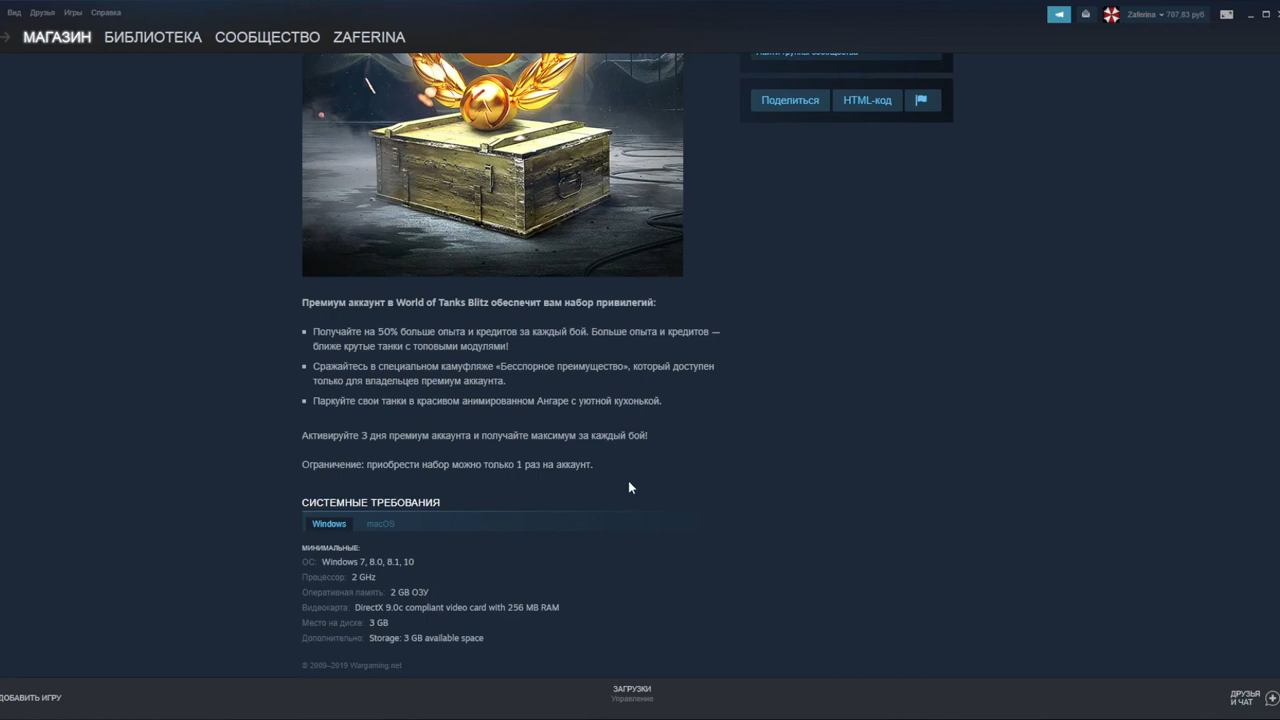 Вид Друзья Игры Справка
Zaferina 707,83 руб
МАГАЗИН БИБЛИОТЕКА СООБЩЕСТВО ZAFERINA
Найти группы сообщества
Поделиться HTML-код
Премиум аккаунт в World of Tanks Blitz обеспечит вам набор привилегий:
Получайте на 50% больше опыта и кредитов за каждый бой. Больше опыта и кредитов —
ближе крутые танки с топовыми модулями!
Сражайтесь в специальном камуфляже «Бесспорное преимущество», который доступен
только для владельцев премиум аккаунта.
Паркуйте свои танки в красивом анимированном Ангаре с уютной кухонькой.
Активируйте 3 дня премиум аккаунта и получайте максимум за каждый бой!
Ограничение: приобрести набор можно только 1 раз на аккаунт.
СИСТЕМНЫЕ ТРЕБОВАНИЯ
Windows macOS
МИНИМАЛЬНЫЕ:
ОС: Windows 7, 8.0, 8.1, 10
Процессор: 2 GHz
Оперативная память: 2 GB ОЗУ
Видеокарта: DirectX 9.0c compliant video card with 256 MB RAM
Место на диске: 3 GB
Дополнительно: Storage: 3 GB available space
© 2009–2019 Wargaming.net
ДОБАВИТЬ ИГРУ
ЗАГРУЗКИ
Управление
ДРУЗЬЯ
И ЧАТ